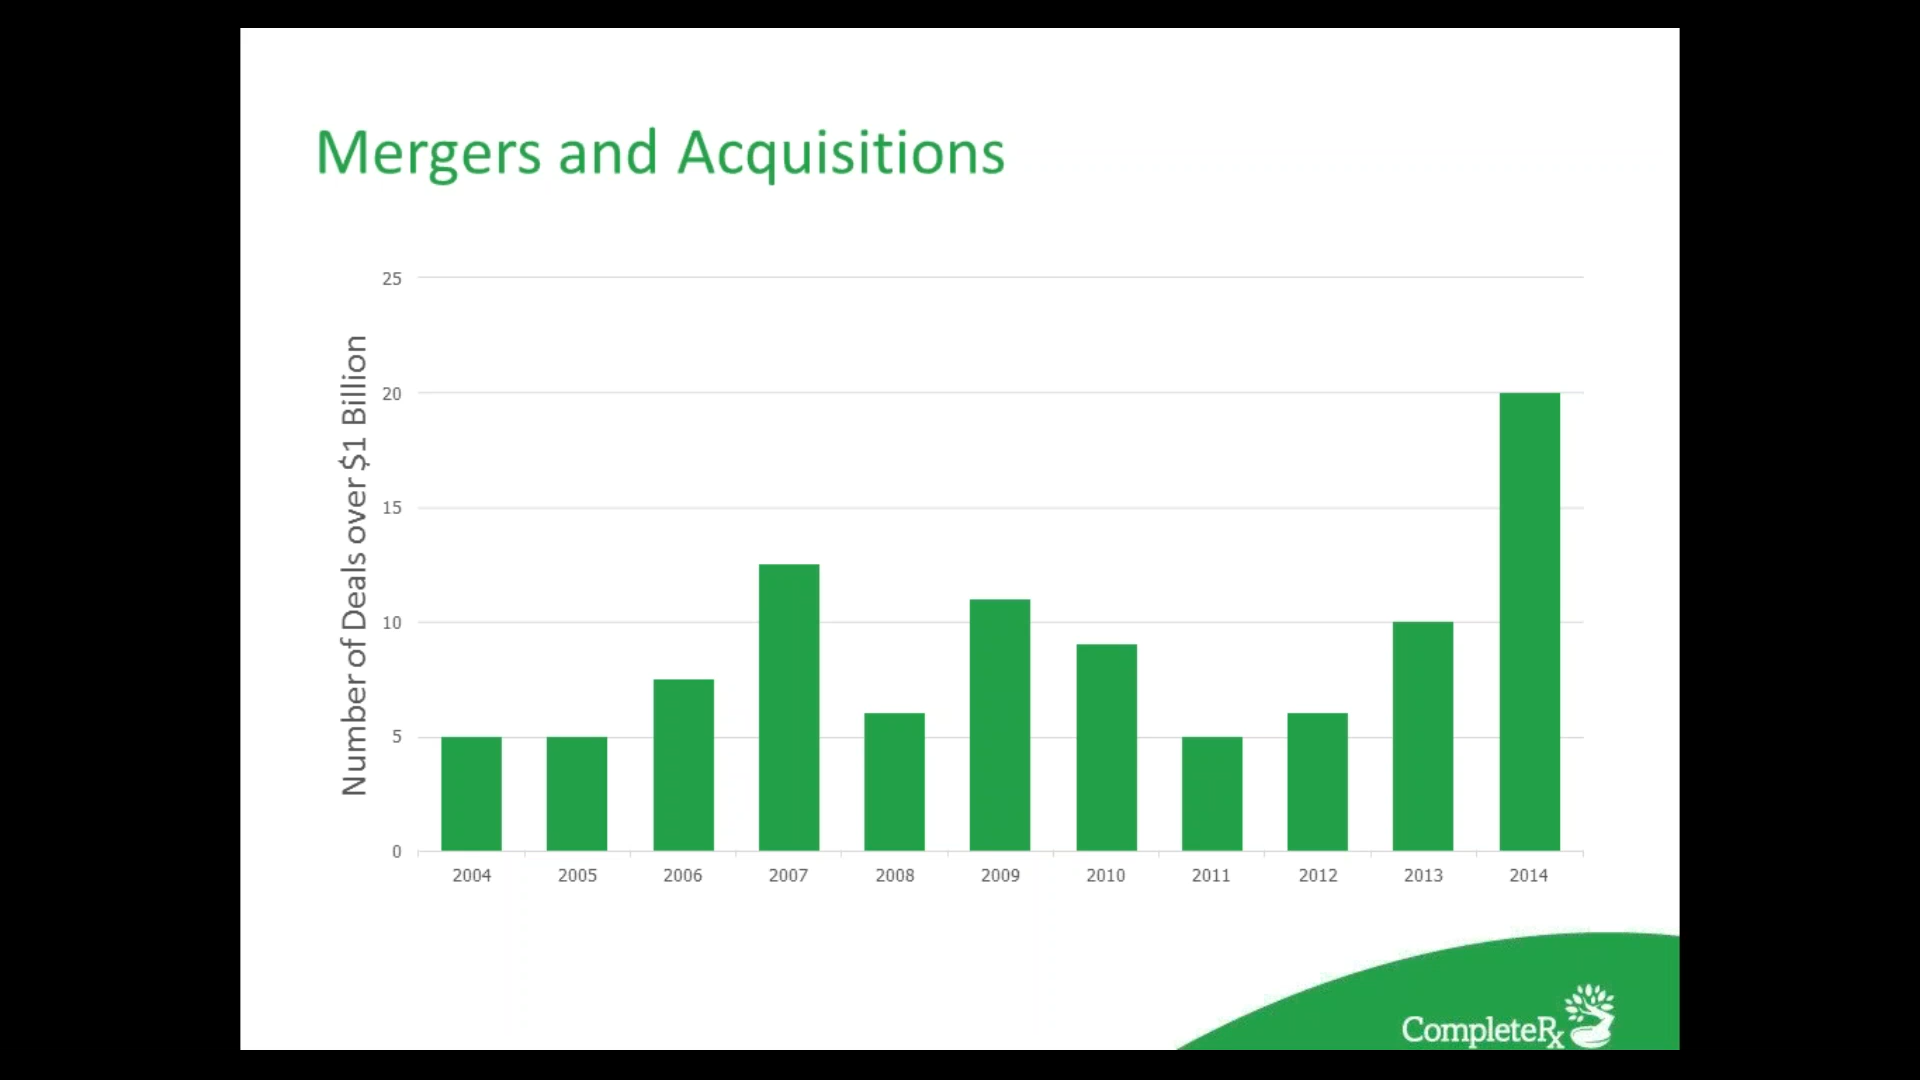 Mergers and Acquisitions
Number of Deals over $1 Billion
25
20
15
10
5
0
2004 2005 2006 2007 2008 2009 2010 2011 2012 2013 2014
CompleteRx